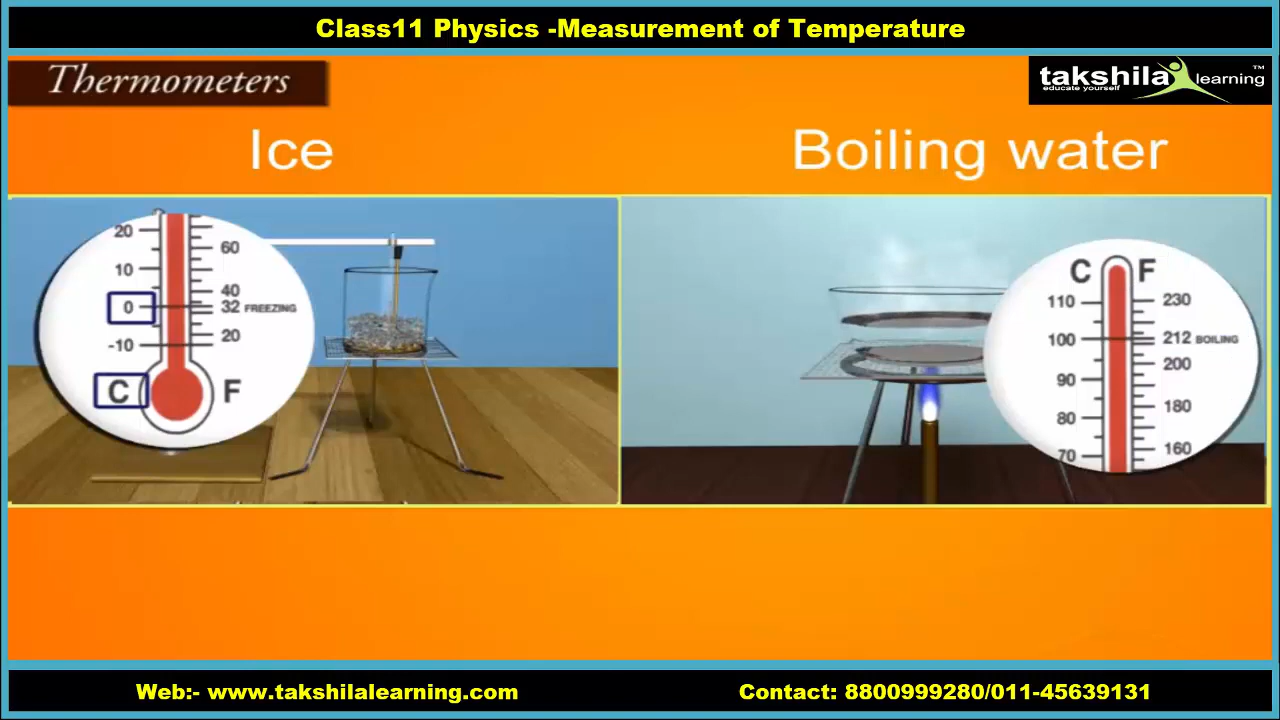 Class11 Physics -Measurement of Temperature
Thermometers
takshila learning ™
educate yourself
Ice
Boiling water
20
10
0
-10
C
60
40
32 FREEZING
20
F
C F
110
100
90
80
70
230
212 BOILING
200
180
160
Web:- www.takshilalearning.com
Contact: 8800999280/011-45639131